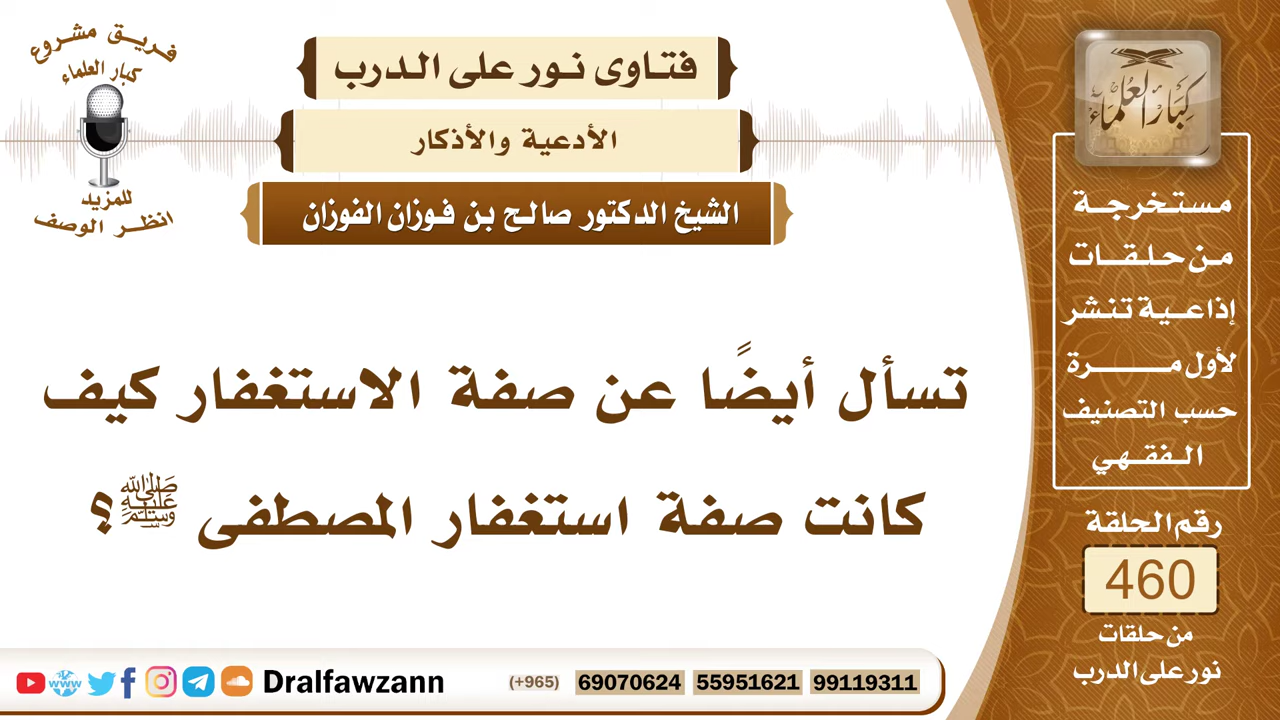 فريق مشروع
كبار العلماء
للمزيد
انظر الوصف
فتاوى نور على الدرب
الأدعية والأذكار
الشيخ الدكتور صالح بن فوزان الفوزان
تسأل أيضًا عن صفة الاستغفار كيف
كانت صفة استغفار المصطفى ﷺ؟
كبار العلماء
مستخرجة
من حلقات
إذاعية تنشر
لأول مرة
حسب التصنيف
الفقهي
رقم الحلقة
460
من حلقات
نور على الدرب
www
Dralfawzann
(+965) 69070624 55951621 99119311